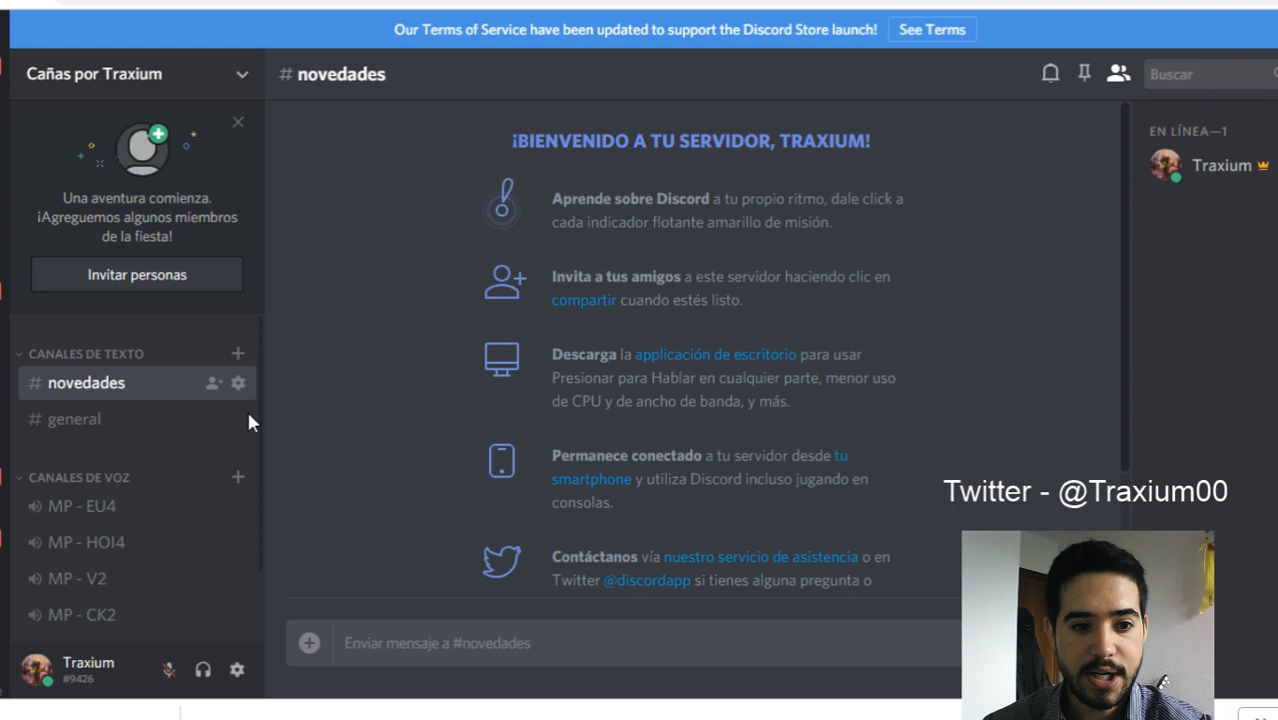 Our Terms of Service have been updated to support the Discord Store launch! See Terms
Cañas por Traxium
# novedades
Buscar
Una aventura comienza.
¡Agreguemos algunos miembros
de la fiesta!
Invitar personas
CANALES DE TEXTO
# novedades
# general
CANALES DE VOZ
MP - EU4
MP - HOI4
MP - V2
MP - CK2
Traxium
#9426
¡BIENVENIDO A TU SERVIDOR, TRAXIUM!
Aprende sobre Discord a tu propio ritmo, dale click a
cada indicador flotante amarillo de misión.
Invita a tus amigos a este servidor haciendo clic en
compartir cuando estés listo.
Descarga la aplicación de escritorio para usar
Presionar para Hablar en cualquier parte, menor uso
de CPU y de ancho de banda, y más.
Permanece conectado a tu servidor desde tu
smartphone y utiliza Discord incluso jugando en
consolas.
Contáctanos vía nuestro servicio de asistencia o en
Twitter @discordapp si tienes alguna pregunta o
Enviar mensaje a #novedades
EN LÍNEA—1
Traxium
Twitter - @Traxium00